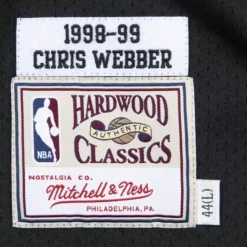 1998-99
CHRIS WEBBER
HARDWOOD
AUTHENTIC
CLASSICS
NBA
NOSTALGIA CO.
Mitchell & Ness
PHILADELPHIA, PA.
44(L)